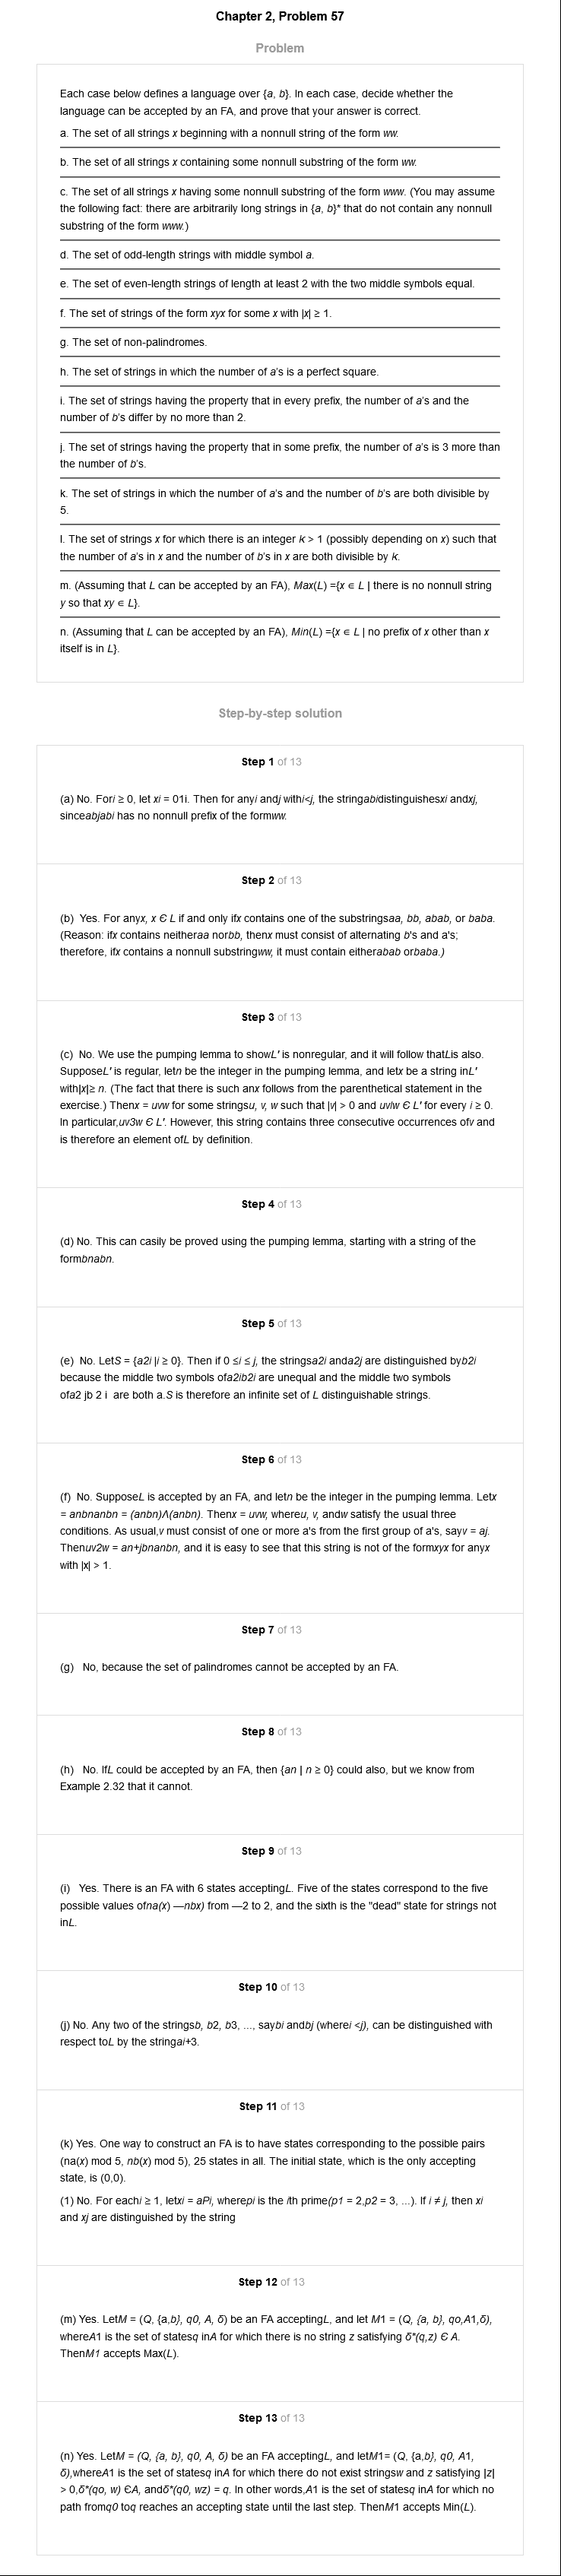 Chapter 2, Problem 57
Problem
Each case below defines a language over {a, b}. In each case, decide whether the
language can be accepted by an FA, and prove that your answer is correct.
a. The set of all strings x beginning with a nonnull string of the form ww.
b. The set of all strings x containing some nonnull substring of the form ww.
c. The set of all strings x having some nonnull substring of the form www. (You may assume
the following fact: there are arbitrarily long strings in {a, b}* that do not contain any nonnull
substring of the form www.)
d. The set of odd-length strings with middle symbol a.
e. The set of even-length strings of length at least 2 with the two middle symbols equal.
f. The set of strings of the form xyx for some x with |x| ≥ 1.
g. The set of non-palindromes.
h. The set of strings in which the number of a's is a perfect square.
i. The set of strings having the property that in every prefix, the number of a's and the
number of b's differ by no more than 2.
j. The set of strings having the property that in some prefix, the number of a's is 3 more than
the number of b's.
k. The set of strings in which the number of a's and the number of b's are both divisible by
5.
l. The set of strings x for which there is an integer k > 1 (possibly depending on x) such that
the number of a's in x and the number of b's in x are both divisible by k.
m. (Assuming that L can be accepted by an FA), Max(L) ={x ∊ L | there is no nonnull string
y so that xy ∊ L}.
n. (Assuming that L can be accepted by an FA), Min(L) ={x ∊ L | no prefix of x other than x
itself is in L}.
Step-by-step solution
Step 1 of 13
(a) No. Fori ≥ 0, let xi = 01i. Then for anyi andj withi<j, the stringabidistinguishesxi andxj,
sinceabjabi has no nonnull prefix of the formww.
Step 2 of 13
(b) Yes. For anyx, x Є L if and only ifx contains one of the substringsaa, bb, abab, or baba.
(Reason: ifx contains neitheraa norbb, thenx must consist of alternating b's and a's;
therefore, ifx contains a nonnull substringww, it must contain eitherabab orbaba.)
Step 3 of 13
(c) No. We use the pumping lemma to showL' is nonregular, and it will follow thatLis also.
SupposeL' is regular, letn be the integer in the pumping lemma, and letx be a string inL'
with|x|≥ n. (The fact that there is such anx follows from the parenthetical statement in the
exercise.) Thenx = uvw for some stringsu, v, w such that |v| > 0 and uviw Є L' for every i ≥ 0.
In particular,uv3w Є L'. However, this string contains three consecutive occurrences ofv and
is therefore an element ofL by definition.
Step 4 of 13
(d) No. This can casily be proved using the pumping lemma, starting with a string of the
formbnabn.
Step 5 of 13
(e) No. LetS = {a2i |i ≥ 0}. Then if 0 ≤i ≤ j, the stringsa2i anda2j are distinguished byb2i
because the middle two symbols ofa2ib2i are unequal and the middle two symbols
ofa2 jb 2 i are both a.S is therefore an infinite set of L distinguishable strings.
Step 6 of 13
(f) No. SupposeL is accepted by an FA, and letn be the integer in the pumping lemma. Letx
= anbnanbn = (anbn)Λ(anbn). Thenx = uvw, whereu, v, andw satisfy the usual three
conditions. As usual,v must consist of one or more a's from the first group of a's, sayv = aj.
Thenuv2w = an+jbnanbn, and it is easy to see that this string is not of the formxyx for anyx
with |x| > 1.
Step 7 of 13
(g) No, because the set of palindromes cannot be accepted by an FA.
Step 8 of 13
(h) No. IfL could be accepted by an FA, then {an | n ≥ 0} could also, but we know from
Example 2.32 that it cannot.
Step 9 of 13
(i) Yes. There is an FA with 6 states acceptingL. Five of the states correspond to the five
possible values ofna(x) —nbx) from —2 to 2, and the sixth is the "dead" state for strings not
inL.
Step 10 of 13
(j) No. Any two of the stringsb, b2, b3, ..., saybi andbj (wherei <j), can be distinguished with
respect toL by the stringai+3.
Step 11 of 13
(k) Yes. One way to construct an FA is to have states corresponding to the possible pairs
(na(x) mod 5, nb(x) mod 5), 25 states in all. The initial state, which is the only accepting
state, is (0,0).
(1) No. For eachi ≥ 1, letxi = aPi, wherepi is the ith prime(p1 = 2,p2 = 3, ...). If i ≠ j, then xi
and xj are distinguished by the string
Step 12 of 13
(m) Yes. LetM = (Q, {a,b}, q0, A, δ) be an FA acceptingL, and let M1 = (Q, {a, b}, qo,A1,δ),
whereA1 is the set of statesq inA for which there is no string z satisfying δ*(q,z) Є A.
ThenM1 accepts Max(L).
Step 13 of 13
(n) Yes. LetM = (Q, {a, b}, q0, A, δ) be an FA acceptingL, and letM1= (Q, {a,b}, q0, A1,
δ),whereA1 is the set of statesq inA for which there do not exist stringsw and z satisfying |z|
> 0,δ*(qo, w) ЄA, andδ*(q0, wz) = q. In other words,A1 is the set of statesq inA for which no
path fromq0 toq reaches an accepting state until the last step. ThenM1 accepts Min(L).